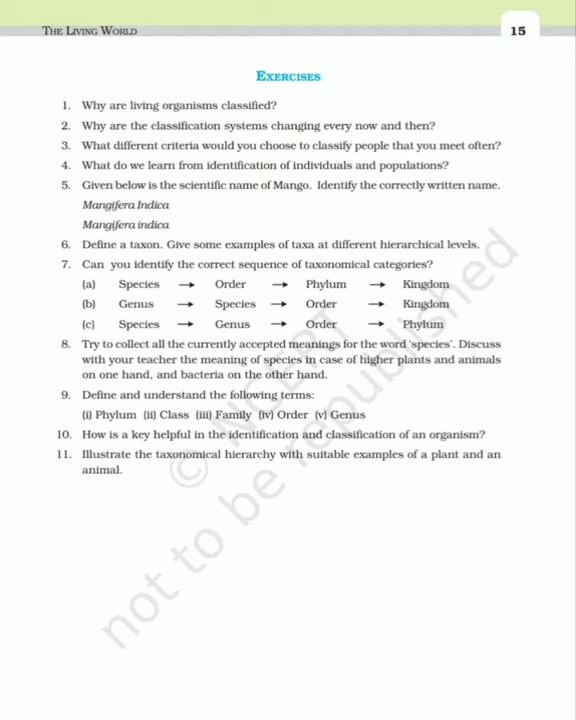 THE LIVING WORLD
15
EXERCISES
1. Why are living organisms classified?
2. Why are the classification systems changing every now and then?
3. What different criteria would you choose to classify people that you meet often?
4. What do we learn from identification of individuals and populations?
5. Given below is the scientific name of Mango. Identify the correctly written name.
Mangifera Indica
Mangifera indica
6. Define a taxon. Give some examples of taxa at different hierarchical levels.
7. Can you identify the correct sequence of taxonomical categories?
(a) Species → Order → Phylum → Kingdom
(b) Genus → Species → Order → Kingdom
(c) Species → Genus → Order → Phylum
8. Try to collect all the currently accepted meanings for the word 'species'. Discuss
with your teacher the meaning of species in case of higher plants and animals
on one hand, and bacteria on the other hand.
9. Define and understand the following terms:
(i) Phylum (ii) Class (iii) Family (iv) Order (v) Genus
10. How is a key helpful in the identification and classification of an organism?
11. Illustrate the taxonomical hierarchy with suitable examples of a plant and an
animal.
© NCERT
not to be republished